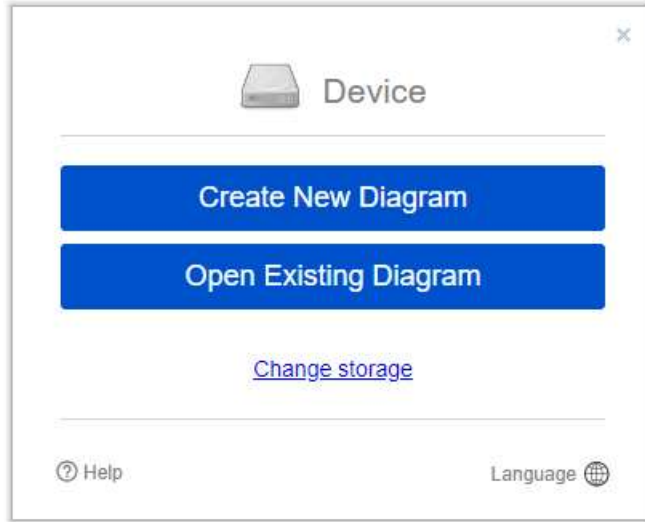 Device
Create New Diagram
Open Existing Diagram
Change storage
Help
Language